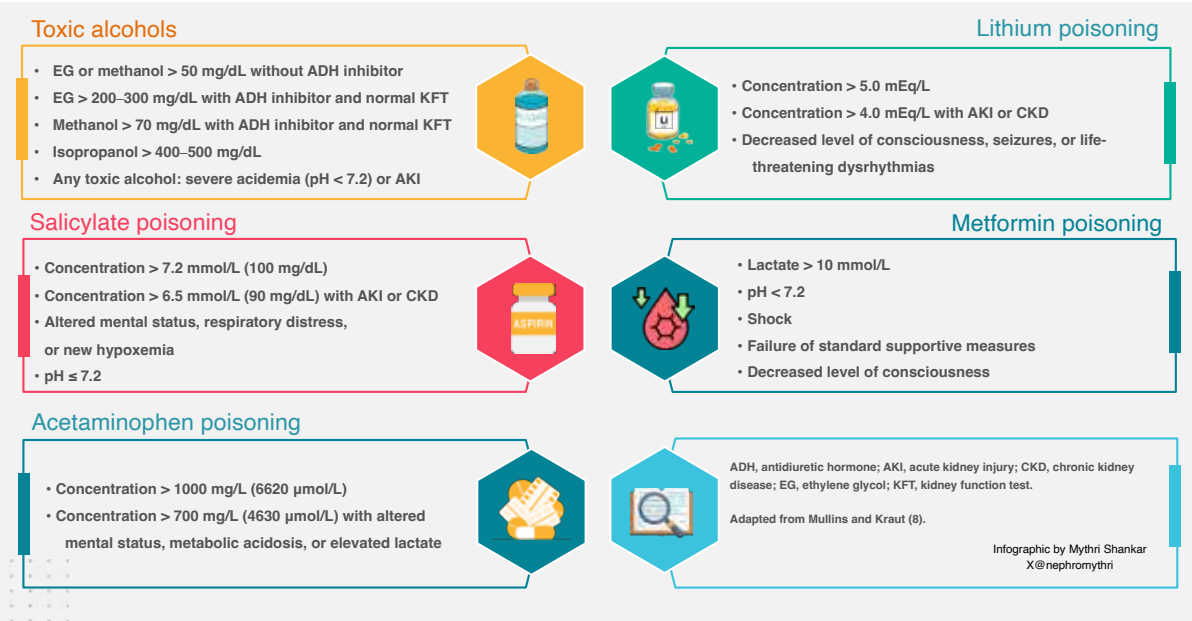 Toxic alcohols
• EG or methanol > 50 mg/dL without ADH inhibitor
• EG > 200–300 mg/dL with ADH inhibitor and normal KFT
• Methanol > 70 mg/dL with ADH inhibitor and normal KFT
• Isopropanol > 400–500 mg/dL
• Any toxic alcohol: severe acidemia (pH < 7.2) or AKI
Lithium poisoning
• Concentration > 5.0 mEq/L
• Concentration > 4.0 mEq/L with AKI or CKD
• Decreased level of consciousness, seizures, or life-
threatening dysrhythmias
Salicylate poisoning
• Concentration > 7.2 mmol/L (100 mg/dL)
• Concentration > 6.5 mmol/L (90 mg/dL) with AKI or CKD
• Altered mental status, respiratory distress,
or new hypoxemia
• pH ≤ 7.2
ASPIRIN
Metformin poisoning
• Lactate > 10 mmol/L
• pH < 7.2
• Shock
• Failure of standard supportive measures
• Decreased level of consciousness
Acetaminophen poisoning
• Concentration > 1000 mg/L (6620 µmol/L)
• Concentration > 700 mg/L (4630 µmol/L) with altered
mental status, metabolic acidosis, or elevated lactate
ADH, antidiuretic hormone; AKI, acute kidney injury; CKD, chronic kidney
disease; EG, ethylene glycol; KFT, kidney function test.
Adapted from Mullins and Kraut (8).
Infographic by Mythri Shankar
X@nephromythri